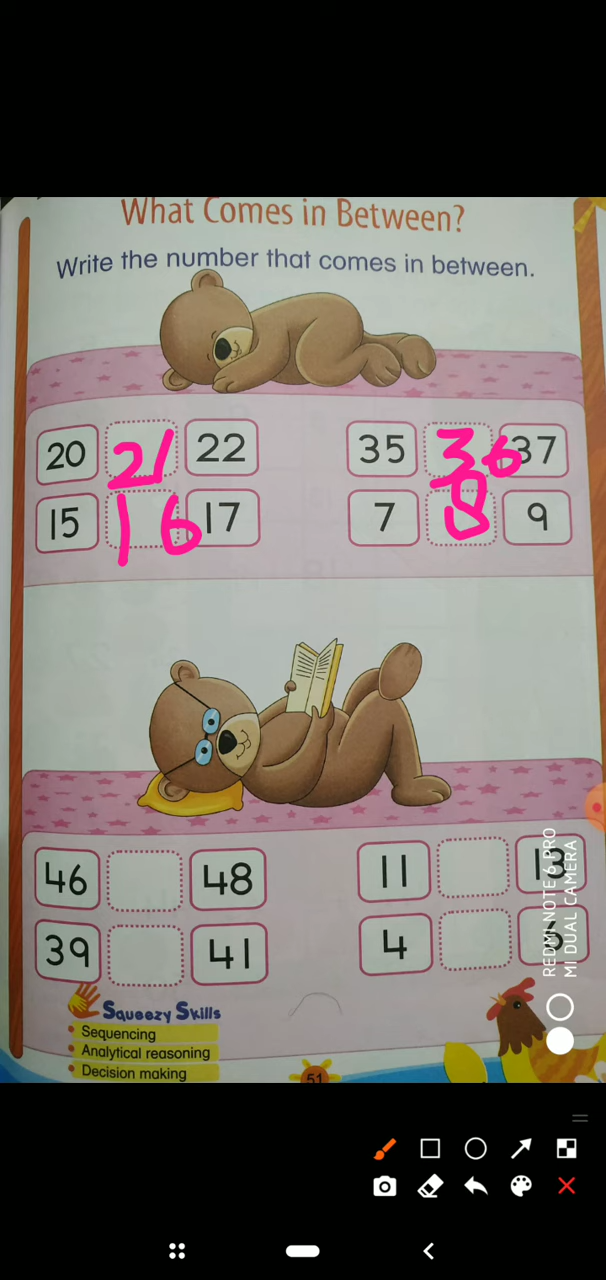 What Comes in Between?
Write the number that comes in between.
20 21 22 35 36 37
15 16 17 7 8 9
46 48 11 13
39 41 4 6
Squeezy Skills
• Sequencing
• Analytical reasoning
• Decision making
51
REDMI NOTE 6 PRO
MI DUAL CAMERA